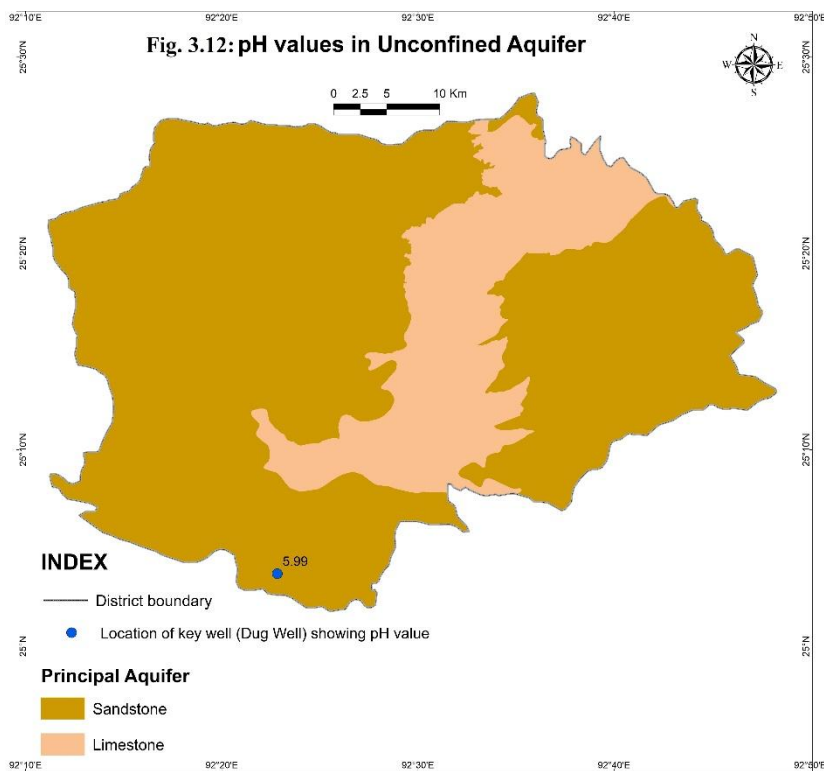 92°10'E 92°20'E 92°30'E 92°40'E 92°50'E
Fig. 3.12: pH values in Unconfined Aquifer
N
W E
S
0 2.5 5 10 Km
25°30'N 25°30'N
25°20'N 25°20'N
25°10'N 25°10'N
5.99
INDEX
District boundary
Location of key well (Dug Well) showing pH value
25°N 25°N
Principal Aquifer
Sandstone
Limestone
92°10'E 92°20'E 92°30'E 92°40'E 92°50'E